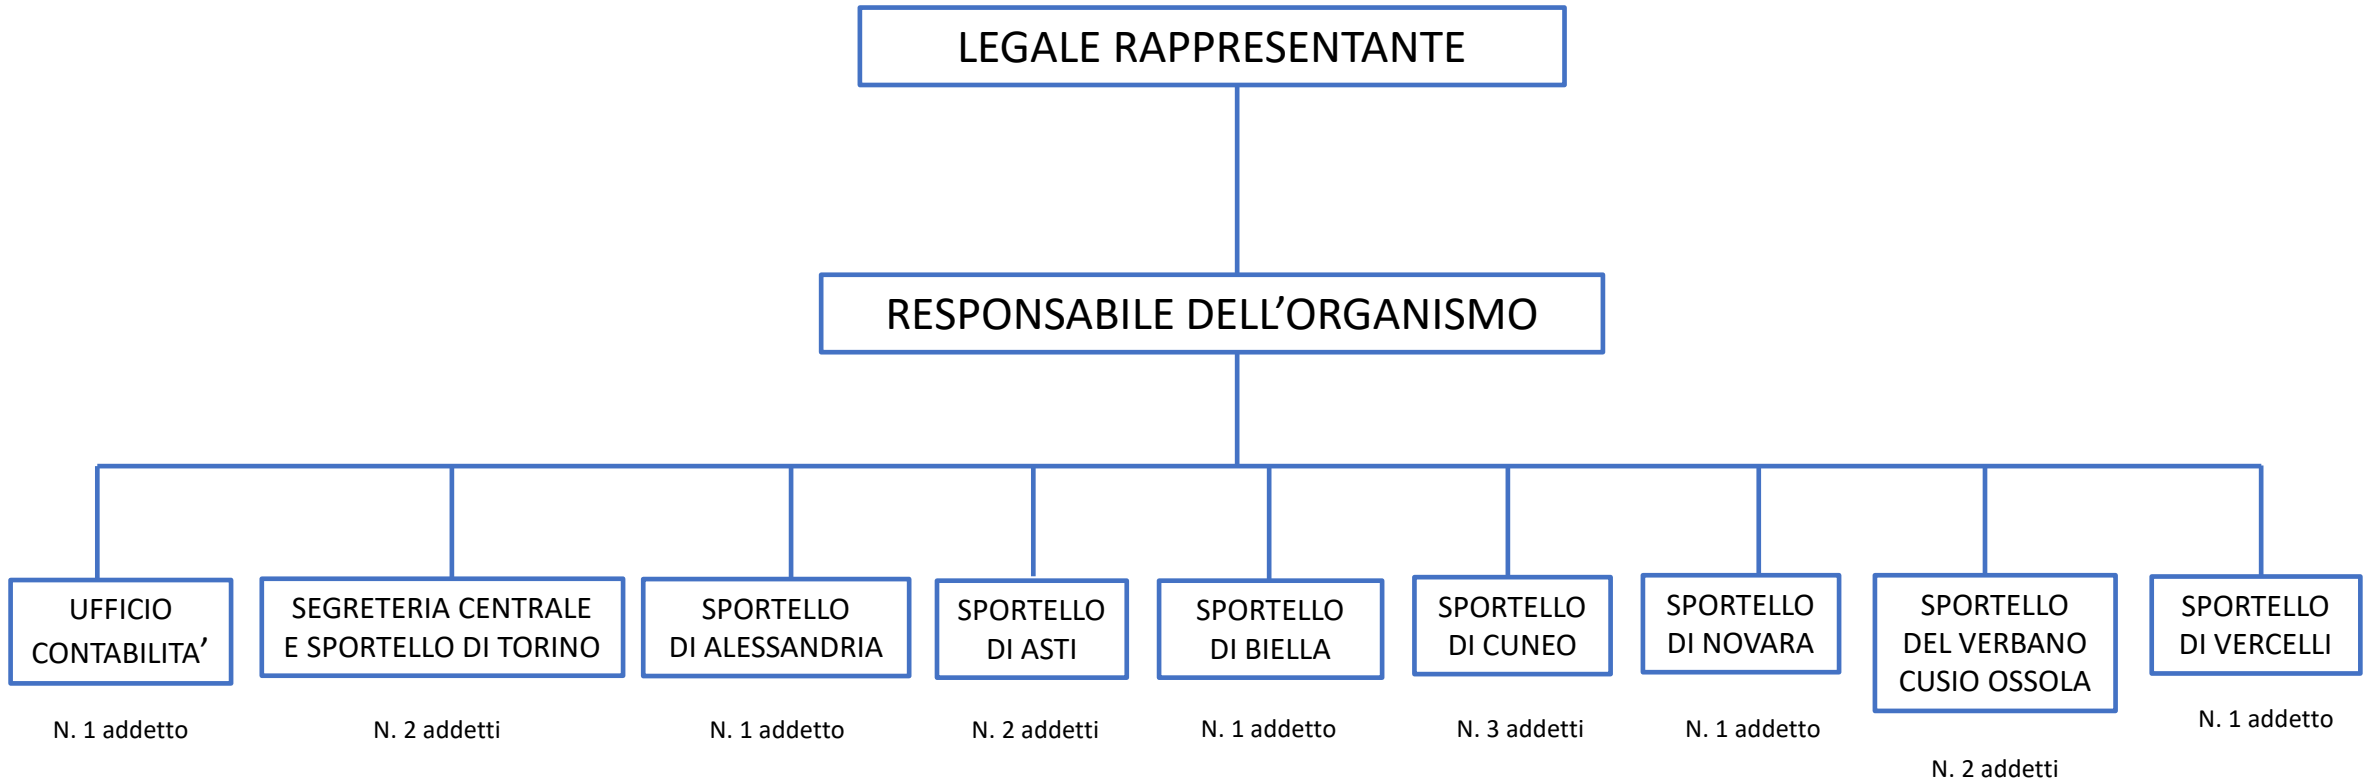 LEGALE RAPPRESENTANTE
RESPONSABILE DELL’ORGANISMO
UFFICIO
CONTABILITA’
SEGRETERIA CENTRALE
E SPORTELLO DI TORINO
SPORTELLO
DI ALESSANDRIA
SPORTELLO
DI ASTI
SPORTELLO
DI BIELLA
SPORTELLO
DI CUNEO
SPORTELLO
DI NOVARA
SPORTELLO
DEL VERBANO
CUSIO OSSOLA
SPORTELLO
DI VERCELLI
N. 1 addetto
N. 2 addetti
N. 1 addetto
N. 2 addetti
N. 1 addetto
N. 3 addetti
N. 1 addetto
N. 2 addetti
N. 1 addetto